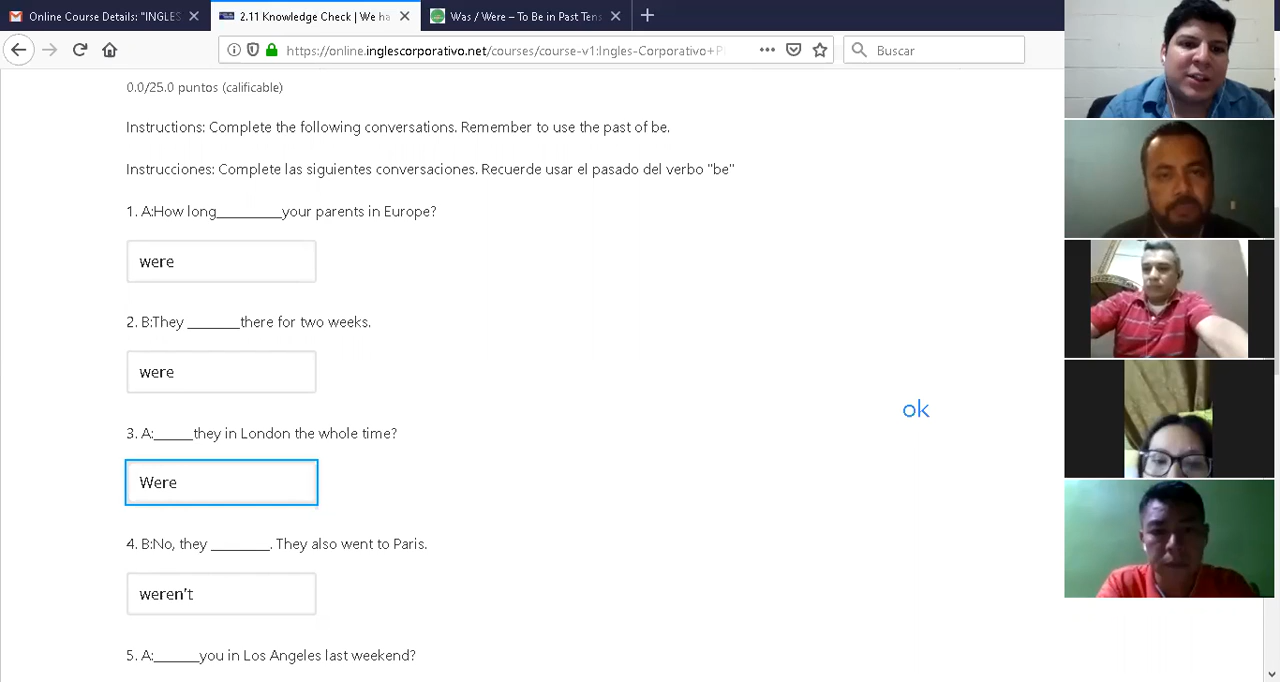 Online Course Details: "INGLES
2.11 Knowledge Check | We ha
Was / Were – To Be in Past Tens
https://online.inglescorporativo.net/courses/course-v1:Ingles-Corporativo+P
Buscar
0.0/25.0 puntos (calificable)
Instructions: Complete the following conversations. Remember to use the past of be.
Instrucciones: Complete las siguientes conversaciones. Recuerde usar el pasado del verbo "be"
1. A:How long_________your parents in Europe?
were
2. B:They _______there for two weeks.
were
ok
3. A:_____they in London the whole time?
Were
4. B:No, they ________. They also went to Paris.
weren't
5. A:______you in Los Angeles last weekend?